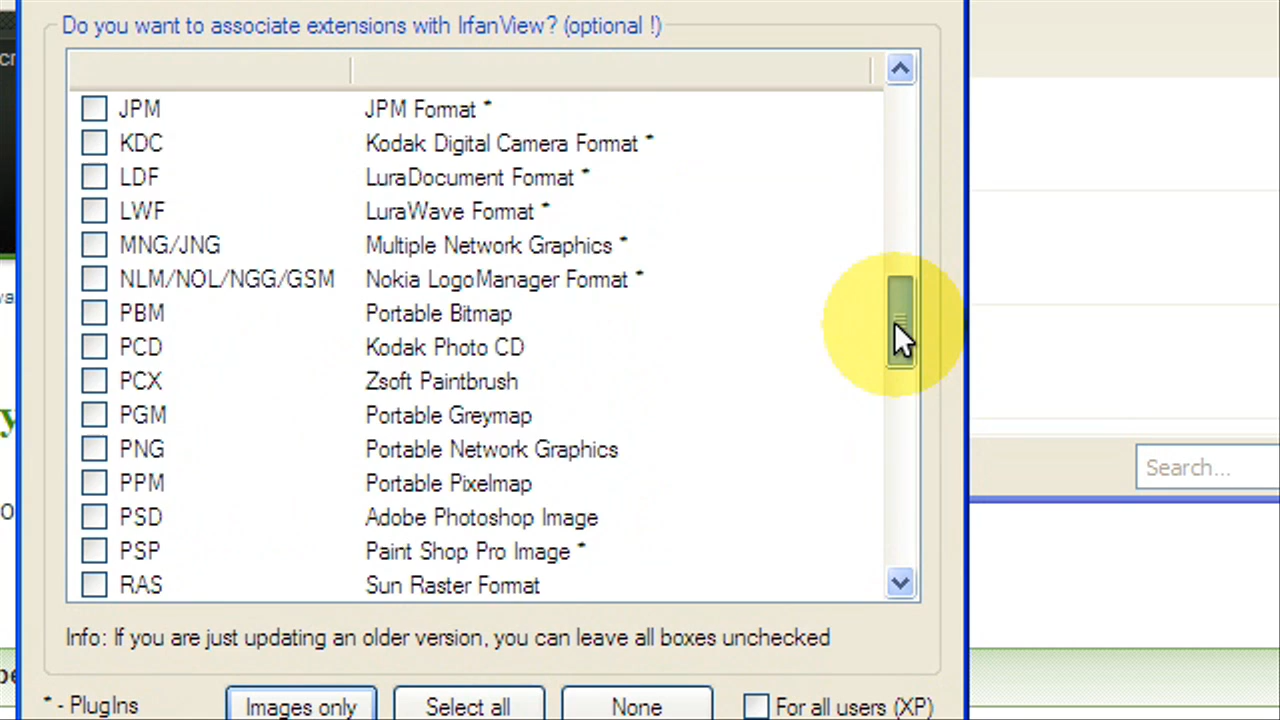 Do you want to associate extensions with IrfanView? (optional !)
JPM JPM Format *
KDC Kodak Digital Camera Format *
LDF LuraDocument Format *
LWF LuraWave Format *
MNG/JNG Multiple Network Graphics *
NLM/NOL/NGG/GSM Nokia LogoManager Format *
PBM Portable Bitmap
PCD Kodak Photo CD
PCX Zsoft Paintbrush
PGM Portable Greymap
PNG Portable Network Graphics
PPM Portable Pixelmap
PSD Adobe Photoshop Image
PSP Paint Shop Pro Image *
RAS Sun Raster Format
Search...
Info: If you are just updating an older version, you can leave all boxes unchecked
* - PlugIns Images only Select all None For all users (XP)